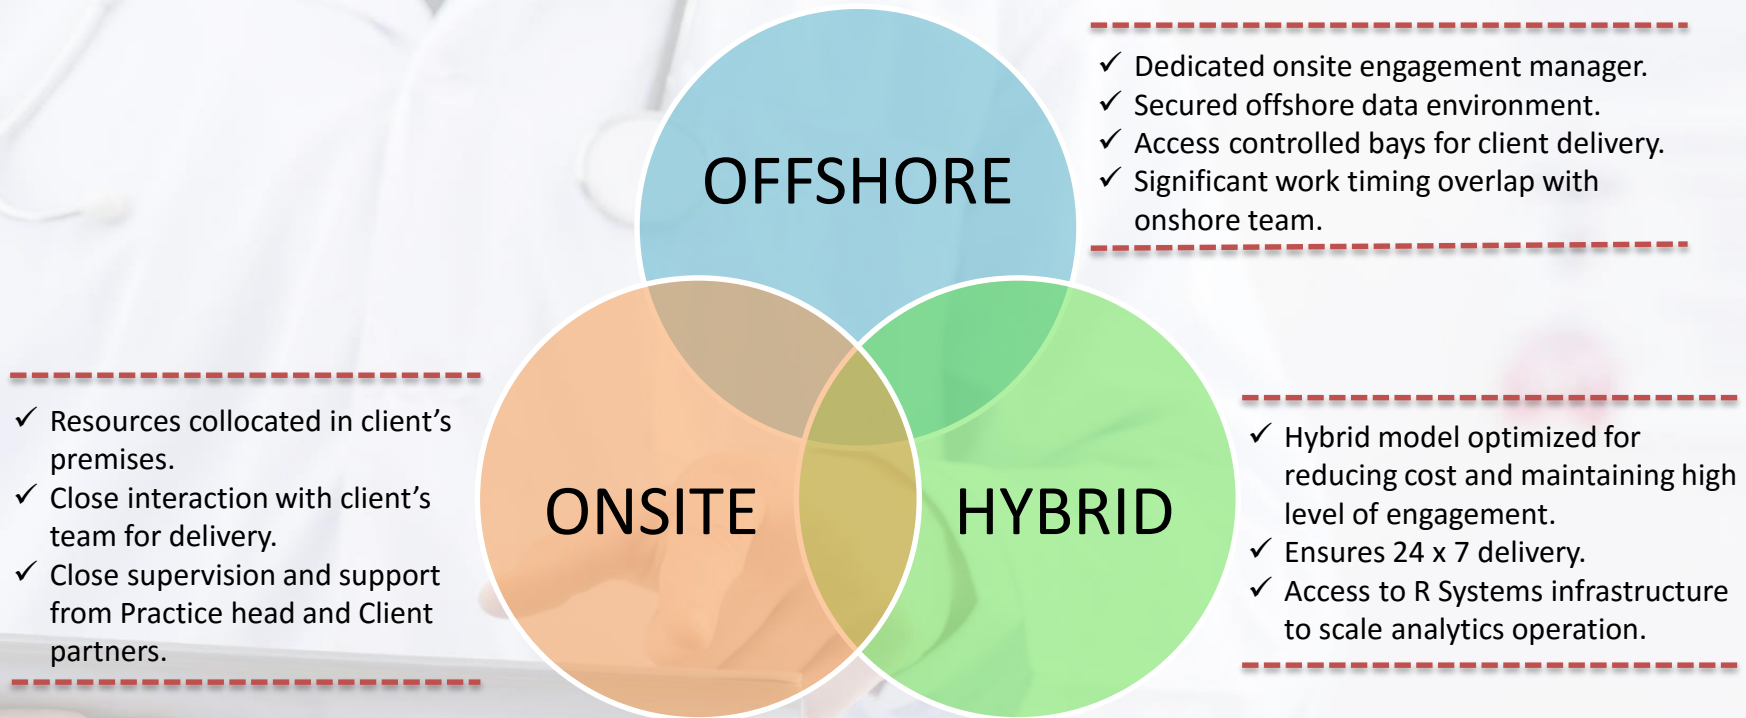 OFFSHORE
✓ Dedicated onsite engagement manager.
✓ Secured offshore data environment.
✓ Access controlled bays for client delivery.
✓ Significant work timing overlap with
onshore team.
✓ Resources collocated in client’s
premises.
✓ Close interaction with client’s
team for delivery.
✓ Close supervision and support
from Practice head and Client
partners.
ONSITE
HYBRID
✓ Hybrid model optimized for
reducing cost and maintaining high
level of engagement.
✓ Ensures 24 x 7 delivery.
✓ Access to R Systems infrastructure
to scale analytics operation.